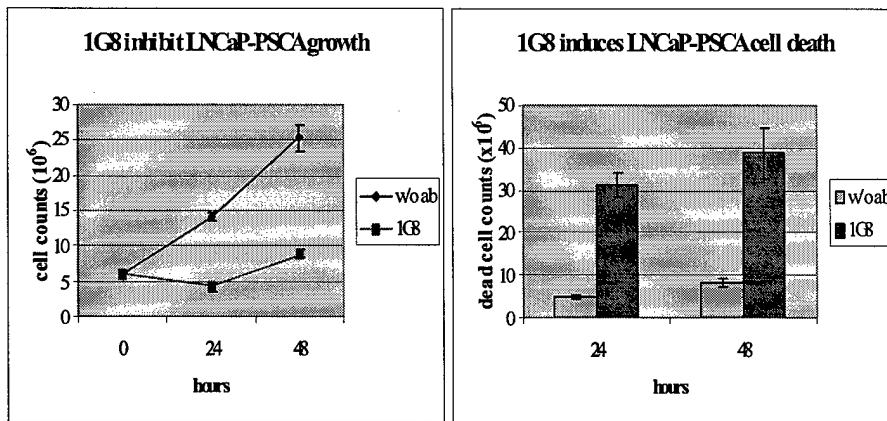 1G8 inhibit LNCaP-PSCA growth
30
25
20
15
10
5
0
cell counts (10⁶)
0 24 48
hours
w/o ab
1G8
1G8 induces LNCaP-PSCA cell death
50
40
30
20
10
0
dead cell counts (x10⁶)
24 48
hours
w/o ab
1G8